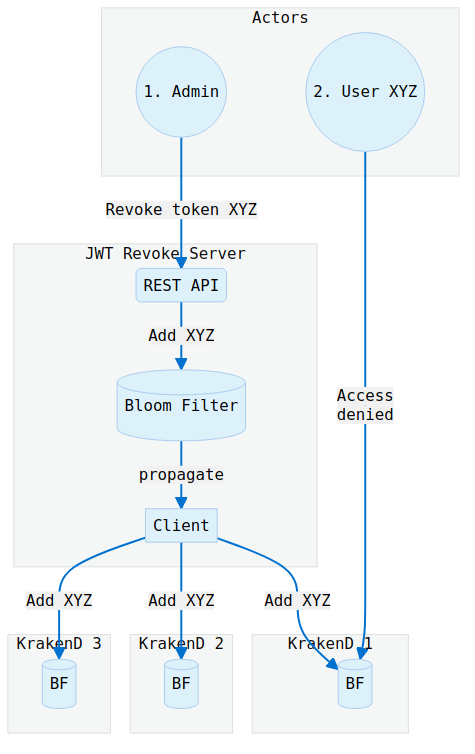 Actors
1. Admin
2. User XYZ
Revoke token XYZ
JWT Revoke Server
REST API
Add XYZ
Access
denied
Bloom Filter
propagate
Client
Add XYZ
Add XYZ
Add XYZ
KrakenD 3
KrakenD 2
KrakenD 1
BF
BF
BF